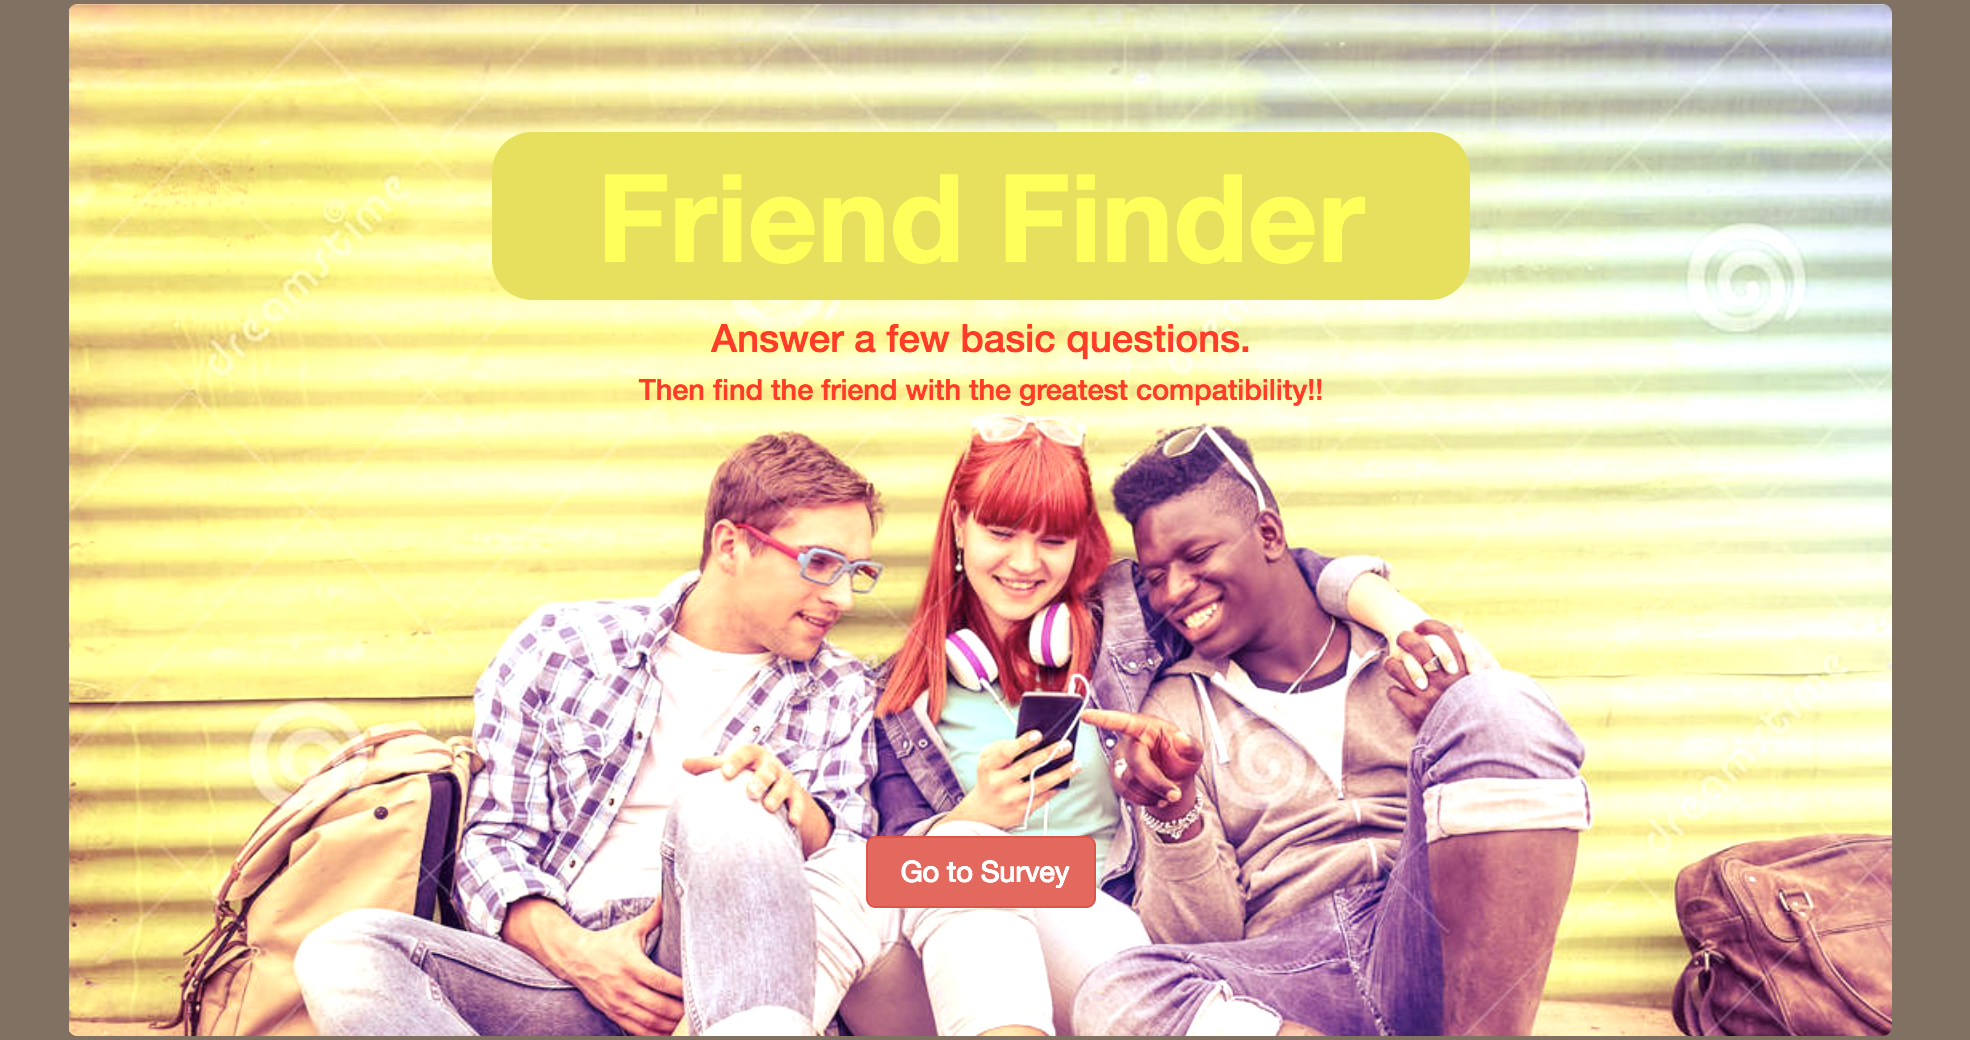 Friend Finder
dreamstime
Answer a few basic questions.
Then find the friend with the greatest compatibility!!
dreamstime
Go to Survey